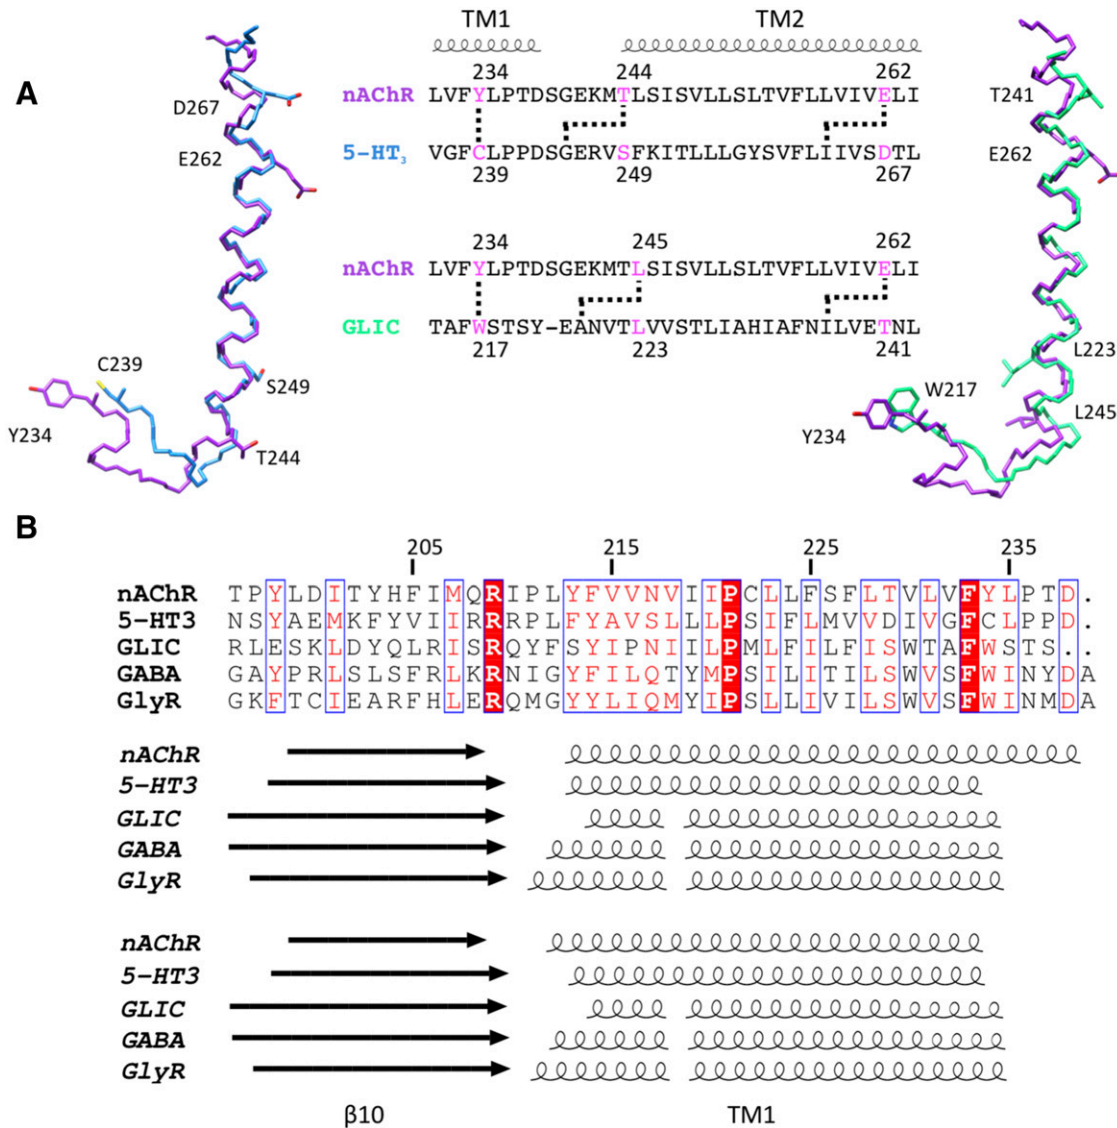 A
TM1 TM2
234 244 262
nAChR LVFYLPTDSGEKMTLSISVLLSLTVFLLVIVELI
5-HT₃ VGFCLPPDSGERVSFKITLLLGYSVFLIIVSDTL
239 249 267
234 245 262
nAChR LVFYLPTDSGEKMTLSISVLLSLTVFLLVIVELI
GLIC TAFWSTSY-EANVTLVVSTLIAHIAFNILVETNL
217 223 241
D267
E262
C239
S249
Y234
T244
T241
E262
L223
W217
L245
Y234
B
205 215 225 235
nAChR TPYLDITYHFIMQRIPLYFVVNVIIPCLLFSFLTVLVFYLPTD.
5-HT3 NSYAEMKFYVIIRRRPLFYAVSLLLPSIFLMVVDIVGFCLPPD.
GLIC RLESKLDYQLRISRQYFSYIPNIILPMLFILFISWTAFWSTS..
GABA GAYPRLSLSFRLKRNIGYFILQTYMPSILITILSWVSFWINYDA
GlyR GKFTCIEARFHLERQMGYYLIQMYIPSLLIVILSWVSFWINMDA
nAChR
5-HT3
GLIC
GABA
GlyR
nAChR
5-HT3
GLIC
GABA
GlyR
β10 TM1